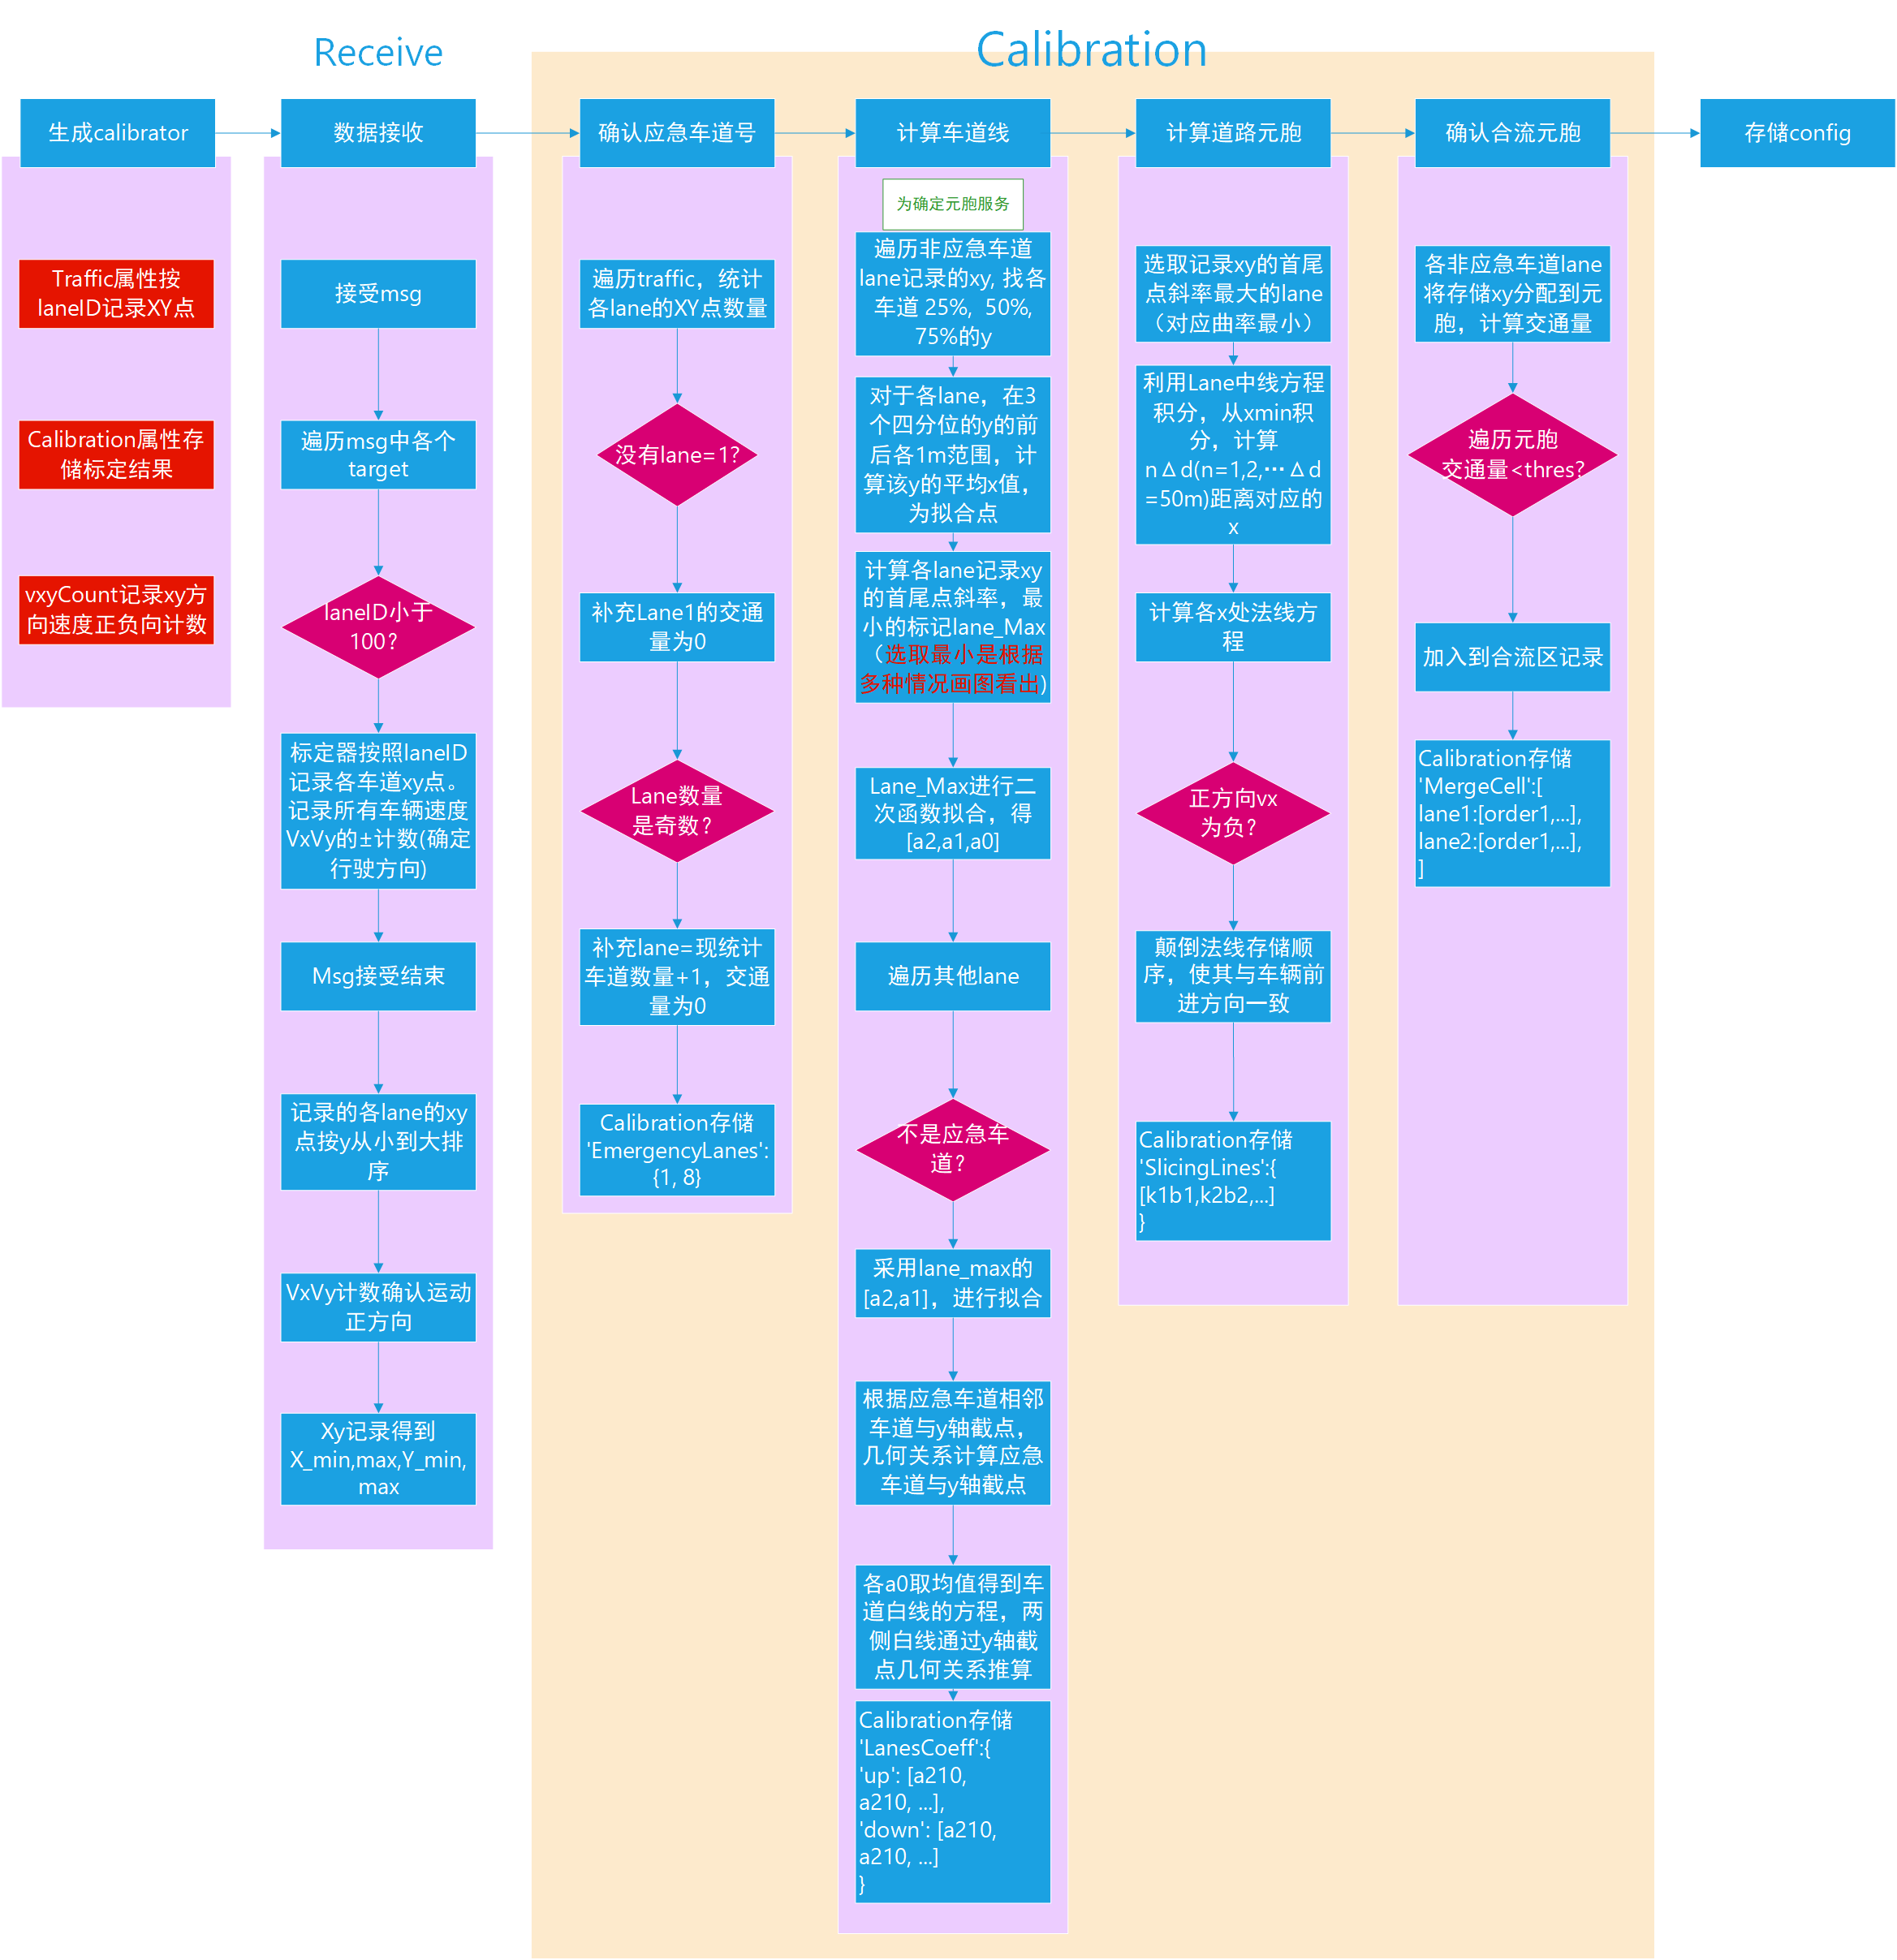 Receive
Calibration
生成calibrator
数据接收
确认应急车道号
计算车道线
计算道路元胞
确认合流元胞
存储config
Traffic属性按
laneID记录XY点
Calibration属性存
储标定结果
vxyCount记录xy方
向速度正负向计数
接受msg
遍历msg中各个
target
laneID小于
100?
标定器按照laneID
记录各车道xy点。
记录所有车辆速度
VxVy的±计数(确定
行驶方向)
Msg接受结束
记录的各lane的xy
点按y从小到大排
序
VxVy计数确认运动
正方向
Xy记录得到
X_min,max,Y_min,
max
遍历traffic，统计
各lane的XY点数量
没有lane=1?
补充Lane1的交通
量为0
Lane数量
是奇数?
补充lane=现统计
车道数量+1，交通
量为0
Calibration存储
'EmergencyLanes':
{1, 8}
为确定元胞服务
遍历非应急车道
lane记录的xy, 找各
车道 25%, 50%,
75%的y
对于各lane，在3
个四分位的y的前
后各1m范围，计
算该y的平均x值，
为拟合点
计算各lane记录xy
的首尾点斜率，最
小的标记lane_Max
（选取最小是根据
多种情况画图看出)
Lane_Max进行二
次函数拟合，得
[a2,a1,a0]
遍历其他lane
不是应急车
道?
采用lane_max的
[a2,a1]，进行拟合
根据应急车道相邻
车道与y轴截点，
几何关系计算应急
车道与y轴截点
各a0取均值得到车
道白线的方程，两
侧白线通过y轴截
点几何关系推算
Calibration存储
'LanesCoeff':{
'up': [a210,
a210, ...],
'down': [a210,
a210, ...]
}
选取记录xy的首尾
点斜率最大的lane
（对应曲率最小）
利用Lane中线方程
积分，从xmin积
分，计算
nΔd(n=1,2,…Δd
=50m)距离对应的
x
计算各x处法线方
程
正方向vx
为负?
颠倒法线存储顺
序，使其与车辆前
进方向一致
Calibration存储
'SlicingLines':{
[k1b1,k2b2,...]
}
各非应急车道lane
将存储xy分配到元
胞，计算交通量
遍历元胞
交通量<thres?
加入到合流区记录
Calibration存储
'MergeCell':[
lane1:[order1,...],
lane2:[order1,...],
]